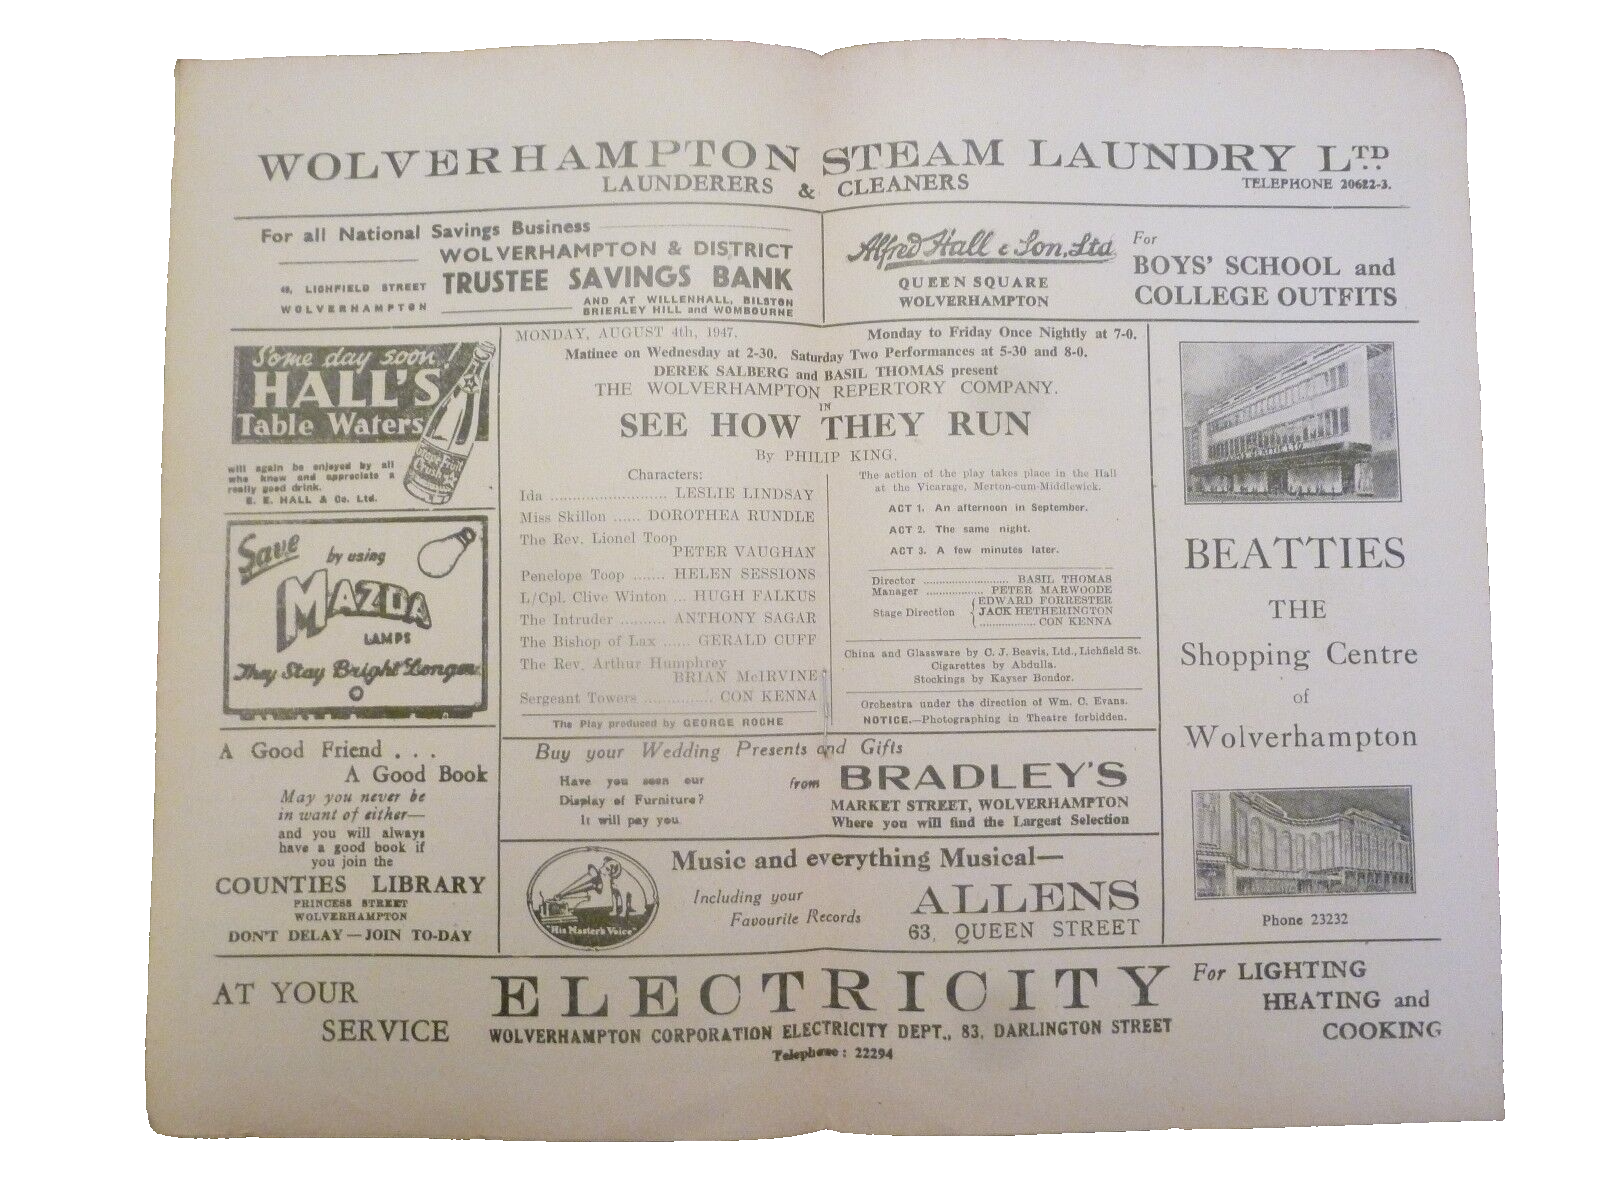 WOLVERHAMPTON STEAM LAUNDRY LTD.
LAUNDERERS & CLEANERS
TELEPHONE 20622-3.
For all National Savings Business
WOLVERHAMPTON & DISTRICT
TRUSTEE SAVINGS BANK
48, LICHFIELD STREET
WOLVERHAMPTON
AND AT WILLENHALL, BILSTON
BRIERLEY HILL and WOMBOURNE
Alfred Hall & Son, Ltd
QUEEN SQUARE
WOLVERHAMPTON
For
BOYS' SCHOOL and
COLLEGE OUTFITS
Some day soon!
HALL'S
Table Waters
will again be enjoyed by all
who know and appreciate a
really good drink.
E. E. HALL & Co. Ltd.
Save by using
MAZDA
LAMPS
They Stay Bright Longer
A Good Friend . . .
A Good Book
May you never be
in want of either—
and you will always
have a good book if
you join the
COUNTIES LIBRARY
PRINCESS STREET
WOLVERHAMPTON
DON'T DELAY — JOIN TO-DAY
MONDAY, AUGUST 4th, 1947. Monday to Friday Once Nightly at 7-0.
Matinee on Wednesday at 2-30. Saturday Two Performances at 5-30 and 8-0.
DEREK SALBERG and BASIL THOMAS present
THE WOLVERHAMPTON REPERTORY COMPANY.
IN
SEE HOW THEY RUN
By PHILIP KING.
Characters:
Ida .......................... LESLIE LINDSAY
Miss Skillon ...... DOROTHEA RUNDLE
The Rev. Lionel Toop
PETER VAUGHAN
Penelope Toop ....... HELEN SESSIONS
L/Cpl. Clive Winton ... HUGH FALKUS
The Intruder .......... ANTHONY SAGAR
The Bishop of Lax ...... GERALD CUFF
The Rev. Arthur Humphrey
BRIAN McIRVINE
Sergeant Towers ............... CON KENNA
The Play produced by GEORGE ROCHE
The action of the play takes place in the Hall
at the Vicarage, Merton-cum-Middlewick.
ACT 1. An afternoon in September.
ACT 2. The same night.
ACT 3. A few minutes later.
Director .......................... BASIL THOMAS
Manager ................. PETER MARWOODE
Stage Direction { EDWARD FORRESTER
JACK HETHERINGTON
................. CON KENNA
China and Glassware by C. J. Beavis, Ltd., Lichfield St.
Cigarettes by Abdulla.
Stockings by Kayser Bondor.
Orchestra under the direction of Wm. C. Evans.
NOTICE.—Photographing in Theatre forbidden.
Buy your Wedding Presents and Gifts
Have you seen our
Display of Furniture?
It will pay you.
from BRADLEY'S
MARKET STREET, WOLVERHAMPTON
Where you will find the Largest Selection
"His Master's Voice"
Music and everything Musical—
Including your
Favourite Records
ALLENS
63, QUEEN STREET
BEATTIES
THE
Shopping Centre
of
Wolverhampton
Phone 23232
AT YOUR
SERVICE
ELECTRICITY
WOLVERHAMPTON CORPORATION ELECTRICITY DEPT., 83, DARLINGTON STREET
Telephone: 22294
For LIGHTING
HEATING and
COOKING